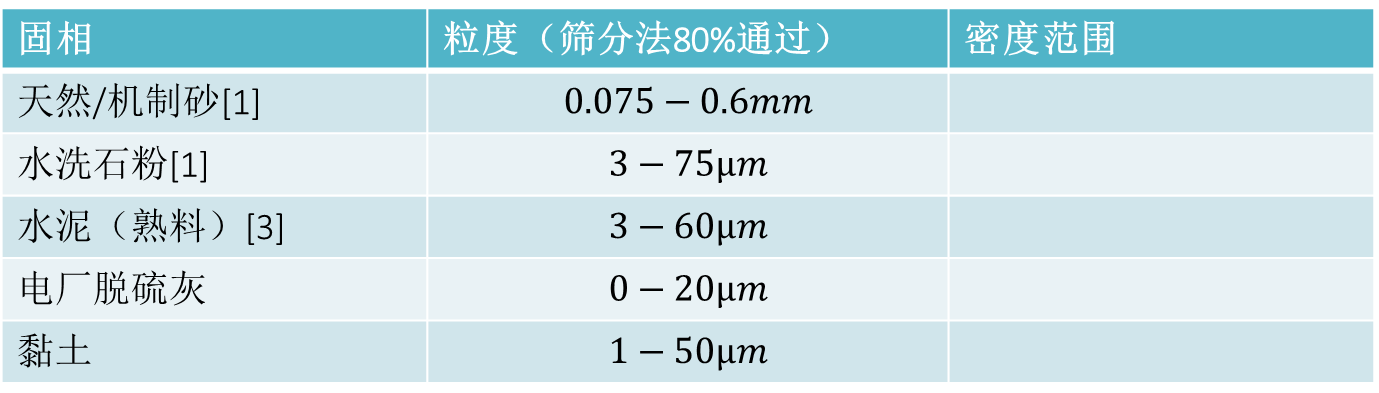 固相 粒度（筛分法80%通过） 密度范围
天然/机制砂[1] 0.075 − 0.6mm
水洗石粉[1] 3 − 75μm
水泥（熟料）[3] 3 − 60μm
电厂脱硫灰 0 − 20μm
黏土 1 − 50μm